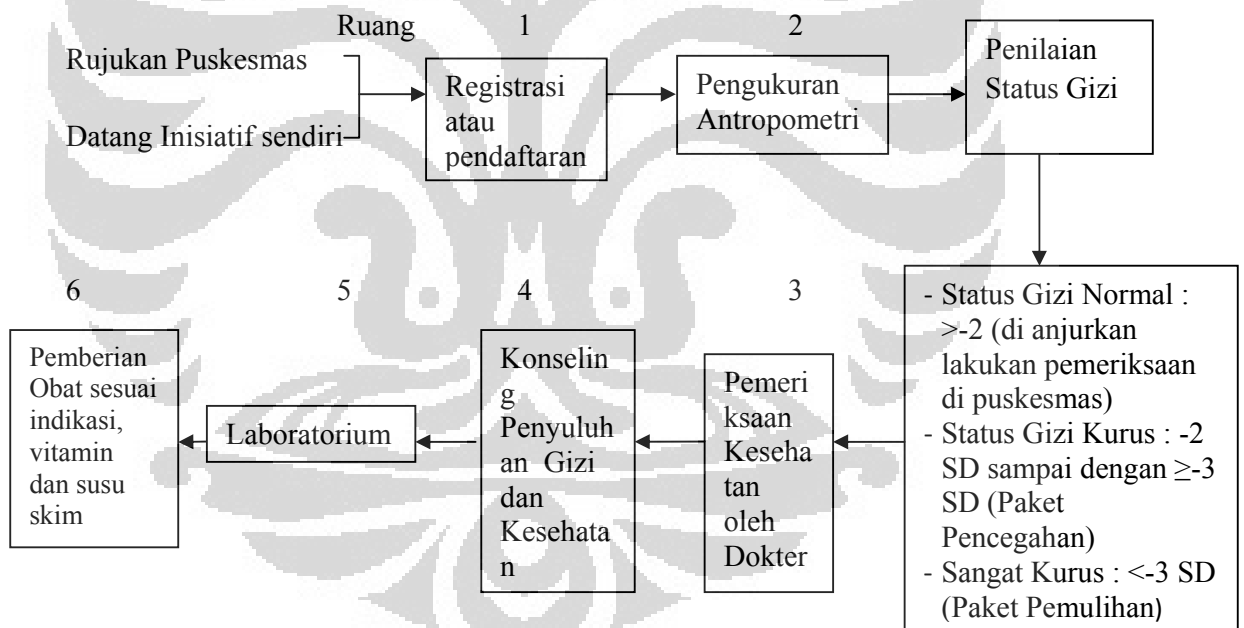 Ruang 1 2
Rujukan Puskesmas
Datang Inisiatif sendiri
Registrasi
atau
pendaftaran
Pengukuran
Antropometri
Penilaian
Status Gizi
- Status Gizi Normal :
>-2 (di anjurkan
lakukan pemeriksaan
di puskesmas)
- Status Gizi Kurus : -2
SD sampai dengan ≥-3
SD (Paket
Pencegahan)
- Sangat Kurus : <-3 SD
(Paket Pemulihan)
3
Pemeri
ksaan
Keseha
tan
oleh
Dokter
4
Konselin
g
Penyuluh
an Gizi
dan
Kesehata
n
5
Laboratorium
6
Pemberian
Obat sesuai
indikasi,
vitamin
dan susu
skim